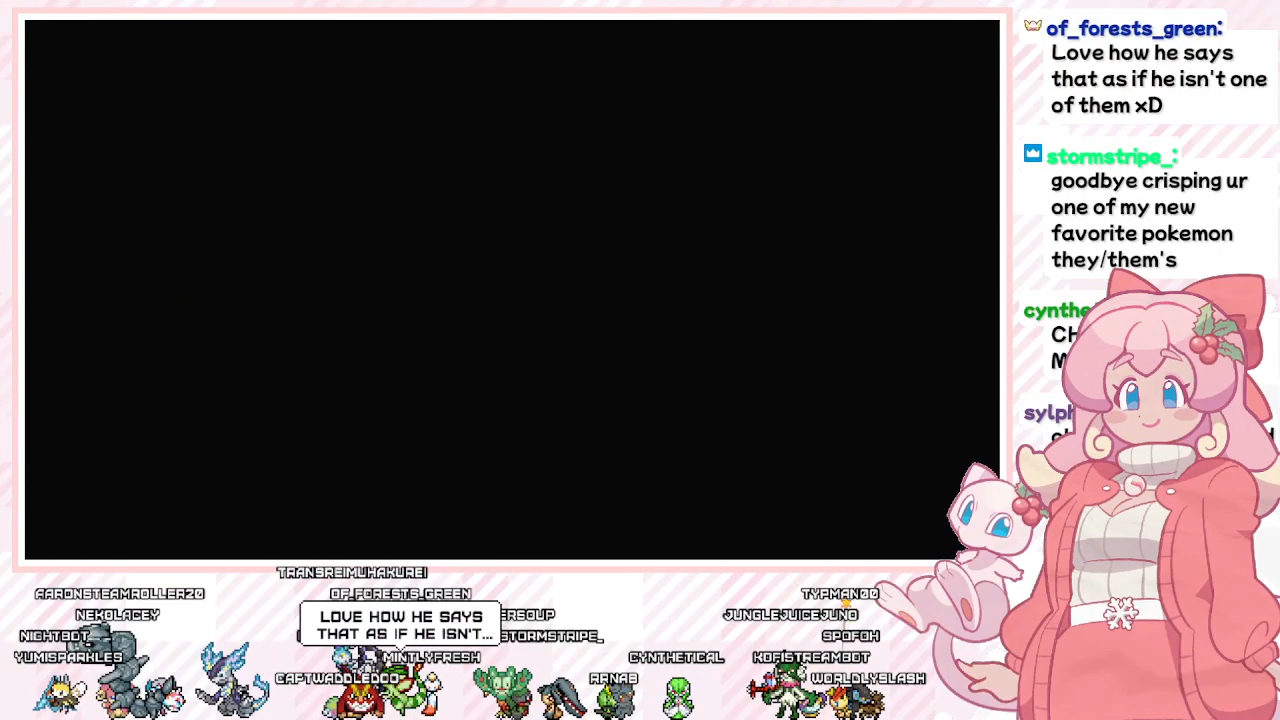 of_forests_green:
Love how he says
that as if he isn't one
of them xD
stormstripe_:
goodbye crisping ur
one of my new
favorite pokemon
they/them's
TRANSREIMUHAKUREI
AARONSTEAMROLLER20
OF_FORESTS_GREEN
TYPMAN00
NEKOLACEY
LOVE HOW HE SAYS
THAT AS IF HE ISN'T...
JUNGLEJUICEJUNO
NIGHTBOT
STORMSTRIPE_
SPOFOH
YUMISPARKLES
MINTLYFRESH
CYNTHETICAL
KOFISTREAMBOT
CAPTWADDLEDOO
ARNAB
WORLDLYSLASH